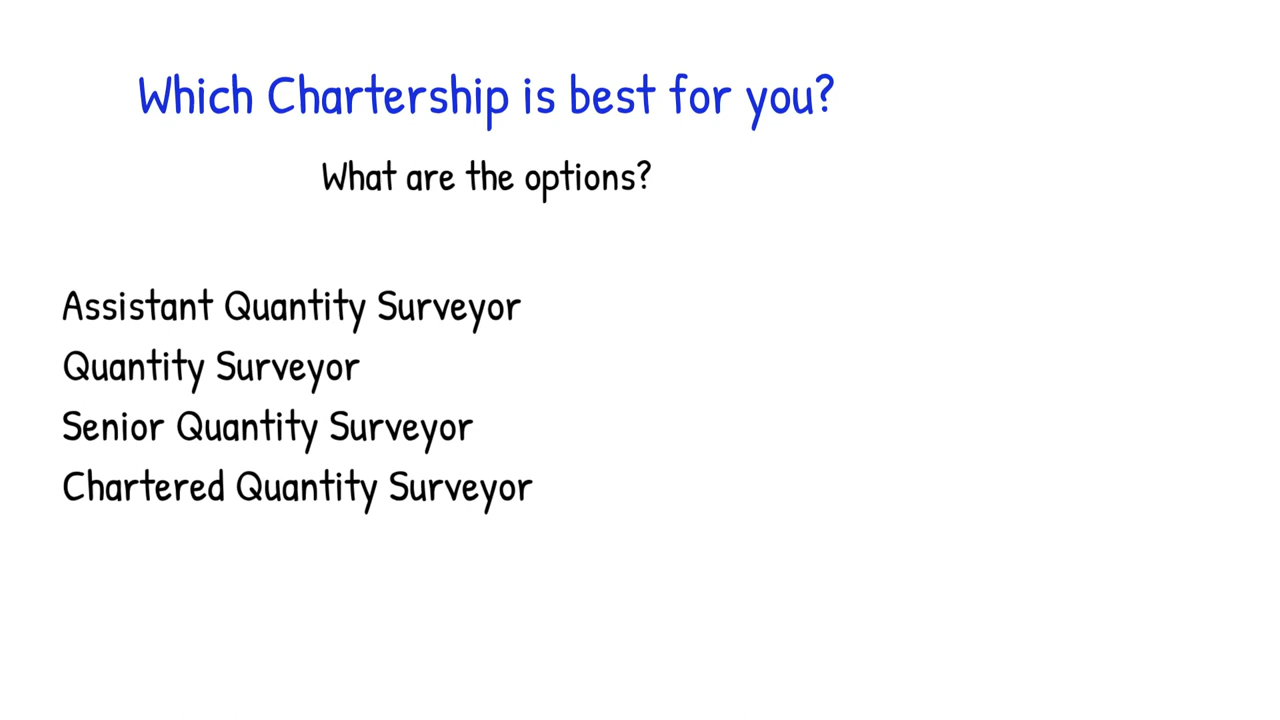 Which Chartership is best for you?
What are the options?
Assistant Quantity Surveyor
Quantity Surveyor
Senior Quantity Surveyor
Chartered Quantity Surveyor